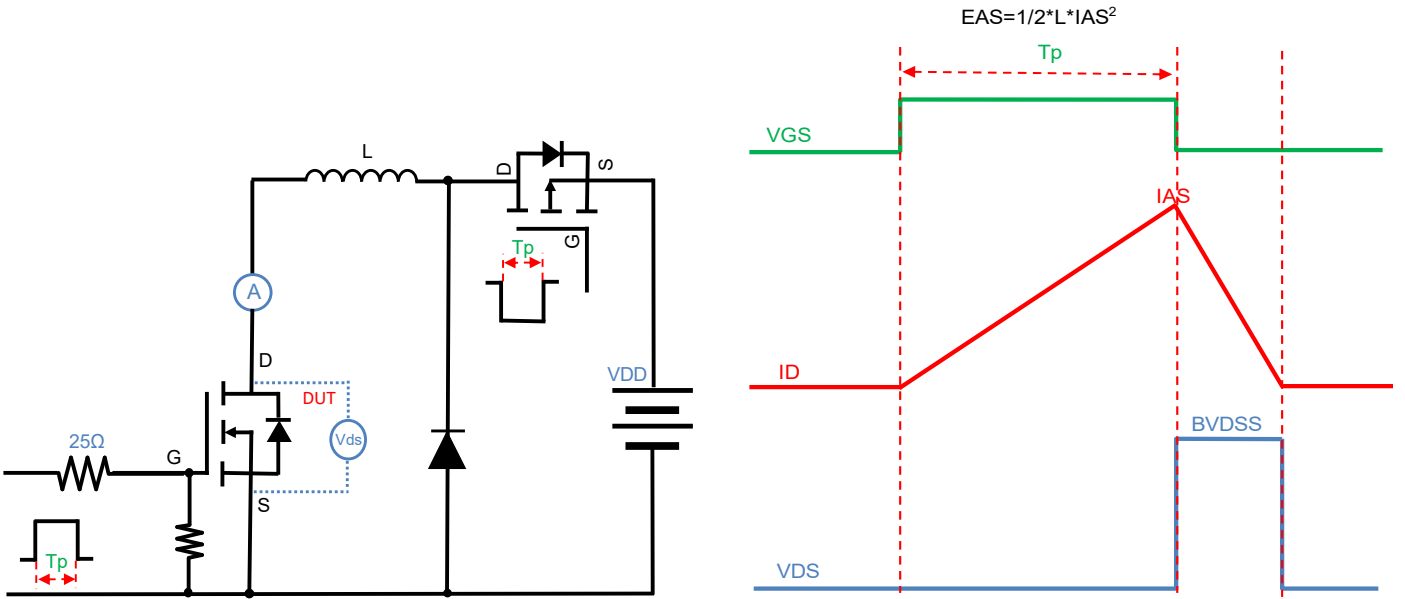 L
D
S
G
Tp
A
D
DUT
Vds
VDD
25Ω
G
S
Tp
EAS=1/2*L*IAS²
Tp
VGS
IAS
ID
BVDSS
VDS